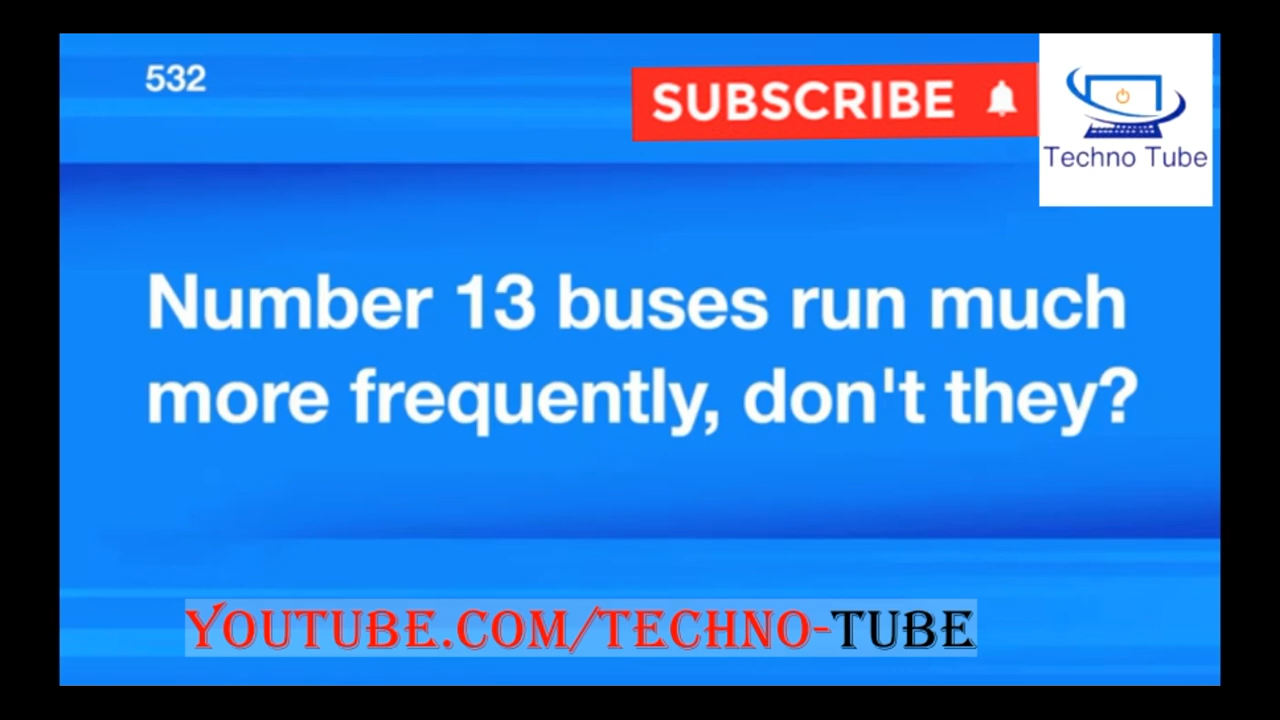 532
SUBSCRIBE
Techno Tube
Number 13 buses run much
more frequently, don't they?
YOUTUBE.COM/TECHNO-TUBE